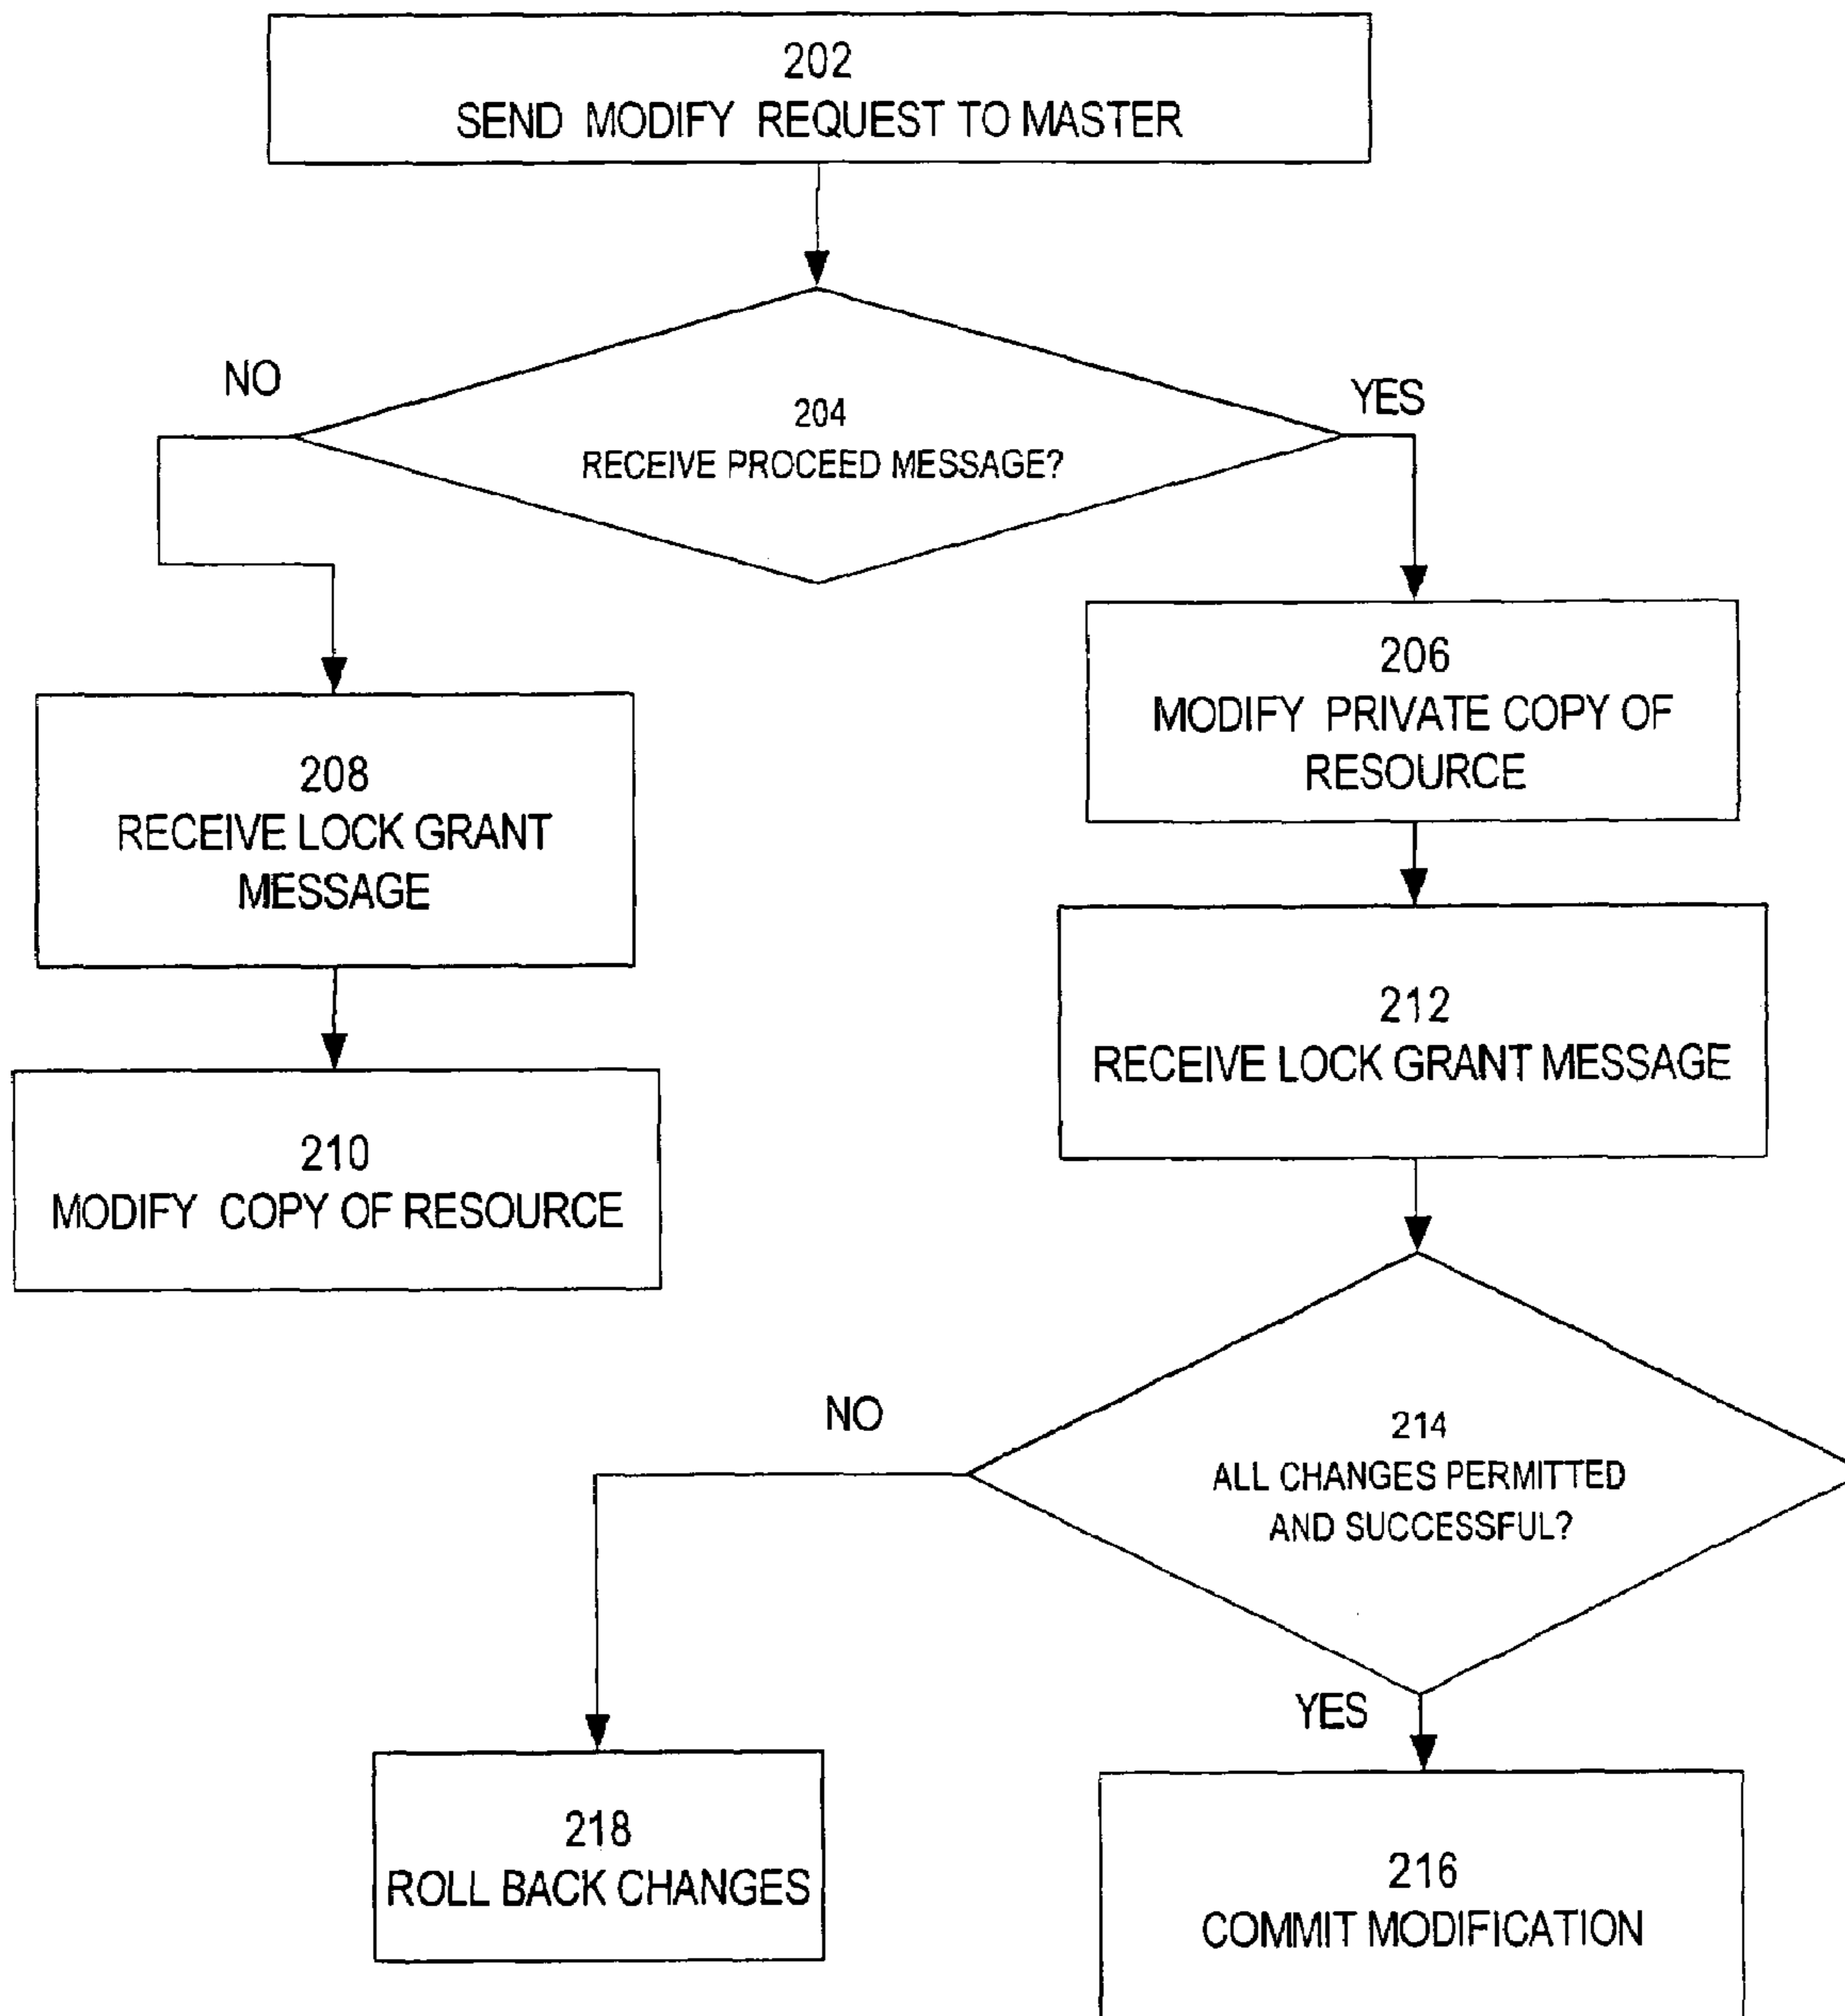 202
SEND MODIFY REQUEST TO MASTER
NO
YES
204
RECEIVE PROCEED MESSAGE?
206
MODIFY PRIVATE COPY OF
RESOURCE
208
RECEIVE LOCK GRANT
MESSAGE
212
RECEIVE LOCK GRANT MESSAGE
210
MODIFY COPY OF RESOURCE
NO
214
ALL CHANGES PERMITTED
AND SUCCESSFUL?
YES
218
ROLL BACK CHANGES
216
COMMIT MODIFICATION